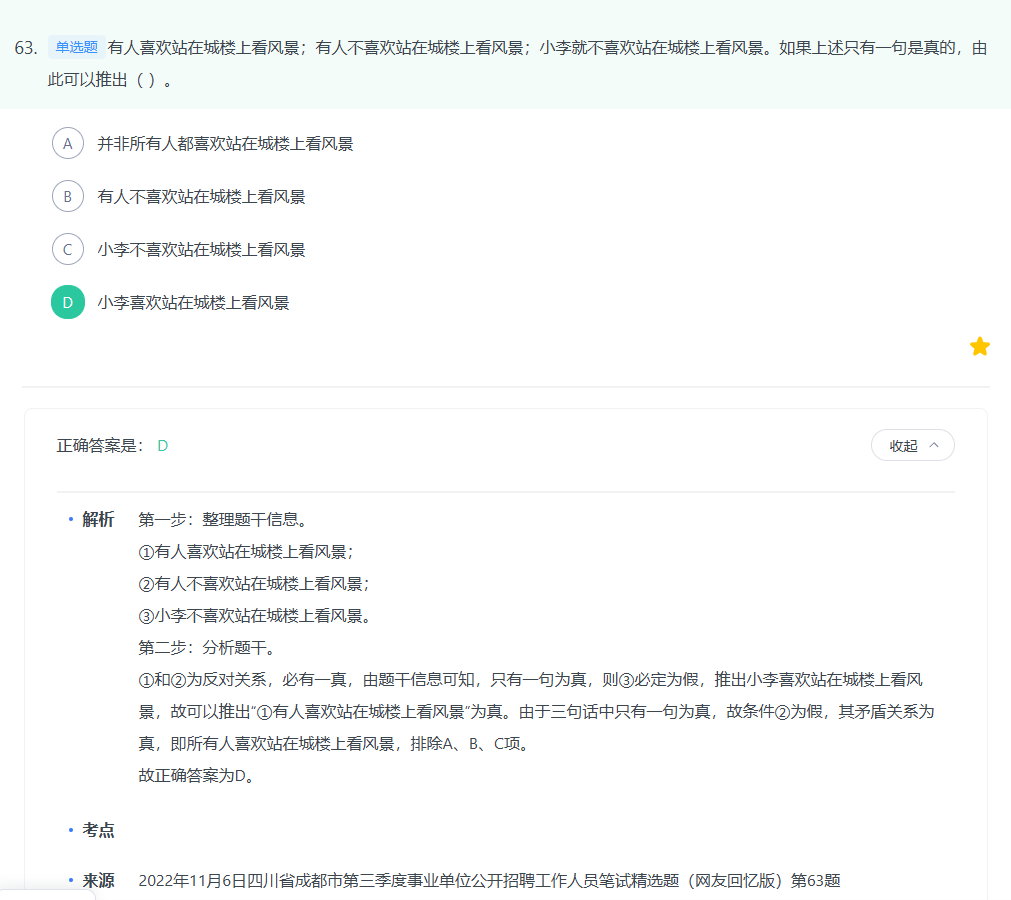 63. 单选题 有人喜欢站在城楼上看风景；有人不喜欢站在城楼上看风景；小李就不喜欢站在城楼上看风景。如果上述只有一句是真的，由
此可以推出（ ）。
A 并非所有人都喜欢站在城楼上看风景
B 有人不喜欢站在城楼上看风景
C 小李不喜欢站在城楼上看风景
D 小李喜欢站在城楼上看风景
正确答案是： D 收起
• 解析 第一步：整理题干信息。
①有人喜欢站在城楼上看风景；
②有人不喜欢站在城楼上看风景；
③小李不喜欢站在城楼上看风景。
第二步：分析题干。
①和②为反对关系，必有一真，由题干信息可知，只有一句为真，则③必定为假，推出小李喜欢站在城楼上看风
景，故可以推出“①有人喜欢站在城楼上看风景”为真。由于三句话中只有一句为真，故条件②为假，其矛盾关系为
真，即所有人喜欢站在城楼上看风景，排除A、B、C项。
故正确答案为D。
• 考点
• 来源 2022年11月6日四川省成都市第三季度事业单位公开招聘工作人员笔试精选题（网友回忆版）第63题